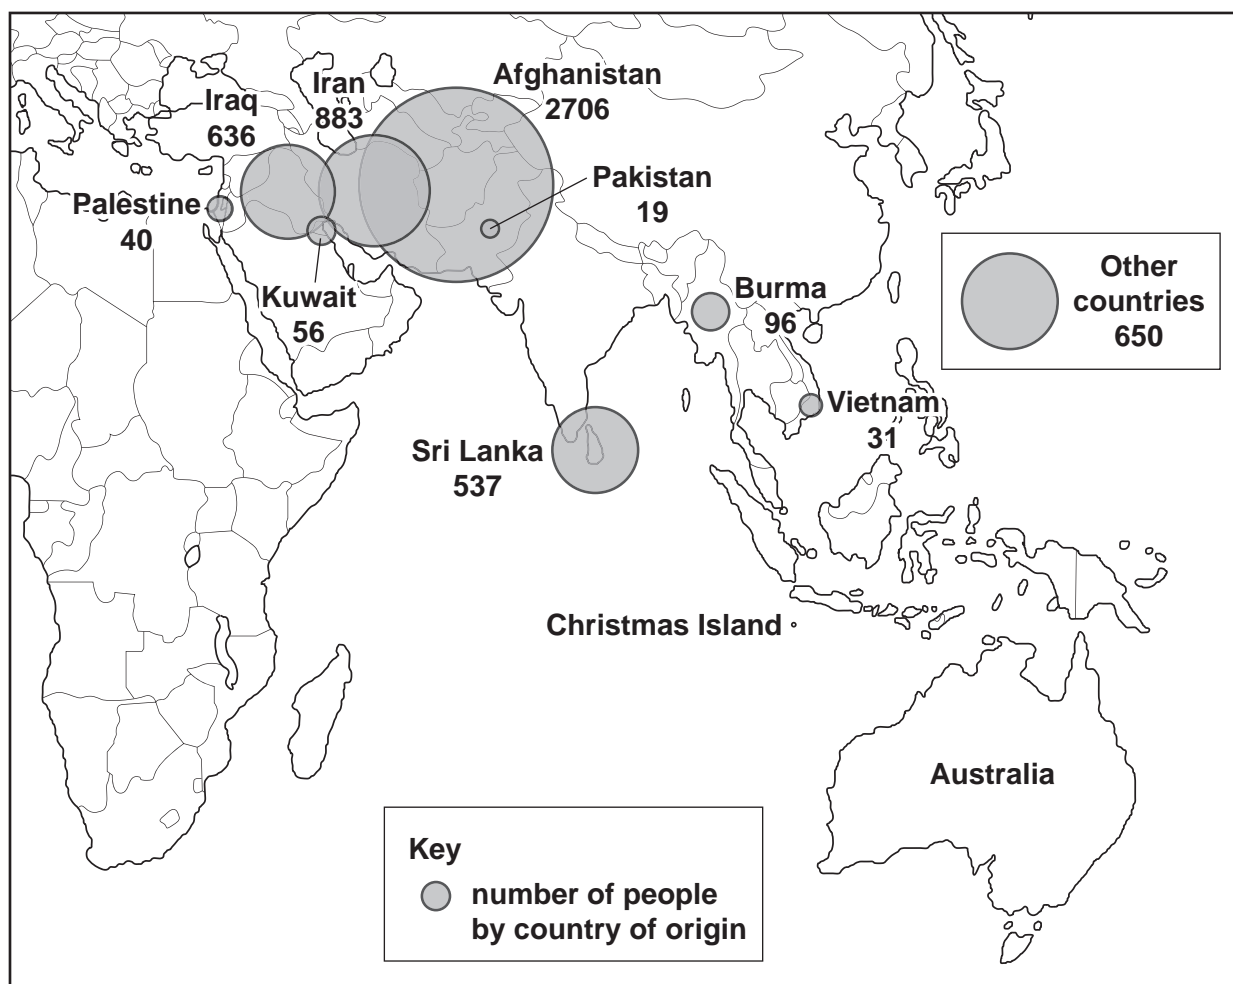 Afghanistan
2706
Iran
883
Iraq
636
Pakistan
19
Palestine
40
Kuwait
56
Other
countries
650
Burma
96
Vietnam
31
Sri Lanka
537
Christmas Island
Australia
Key
number of people
by country of origin